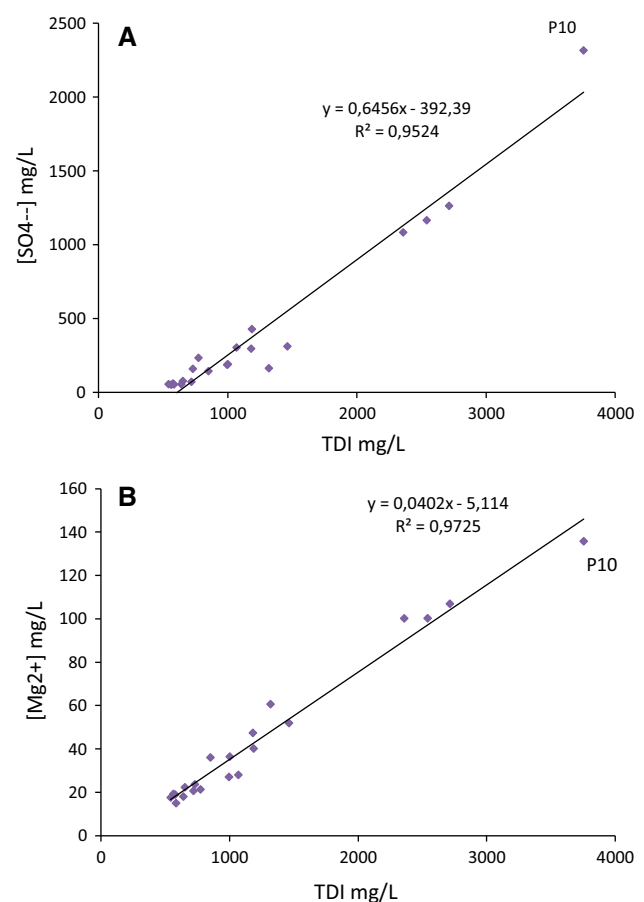 A
P10
y = 0,6456x - 392,39
R² = 0,9524
[SO4--] mg/L
2500
2000
1500
1000
500
0
0 1000 2000 3000 4000
TDI mg/L
B
y = 0,0402x - 5,114
R² = 0,9725
P10
[Mg2+] mg/L
160
140
120
100
80
60
40
20
0
0 1000 2000 3000 4000
TDI mg/L